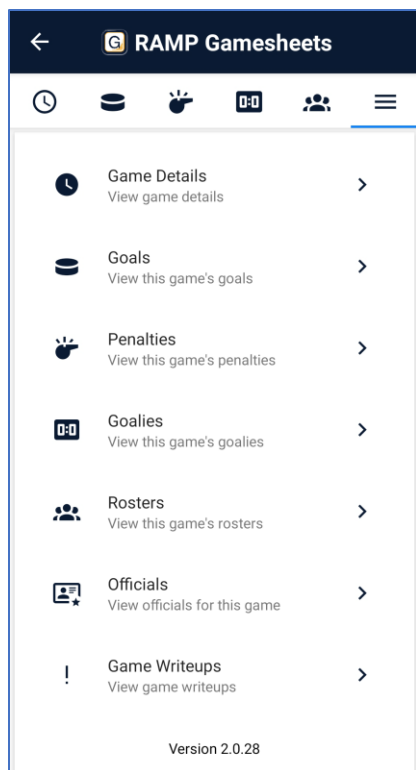 G RAMP Gamesheets
0:0
Game Details
View game details
Goals
View this game's goals
Penalties
View this game's penalties
0:0
Goalies
View this game's goalies
Rosters
View this game's rosters
Officials
View officials for this game
!
Game Writeups
View game writeups
Version 2.0.28